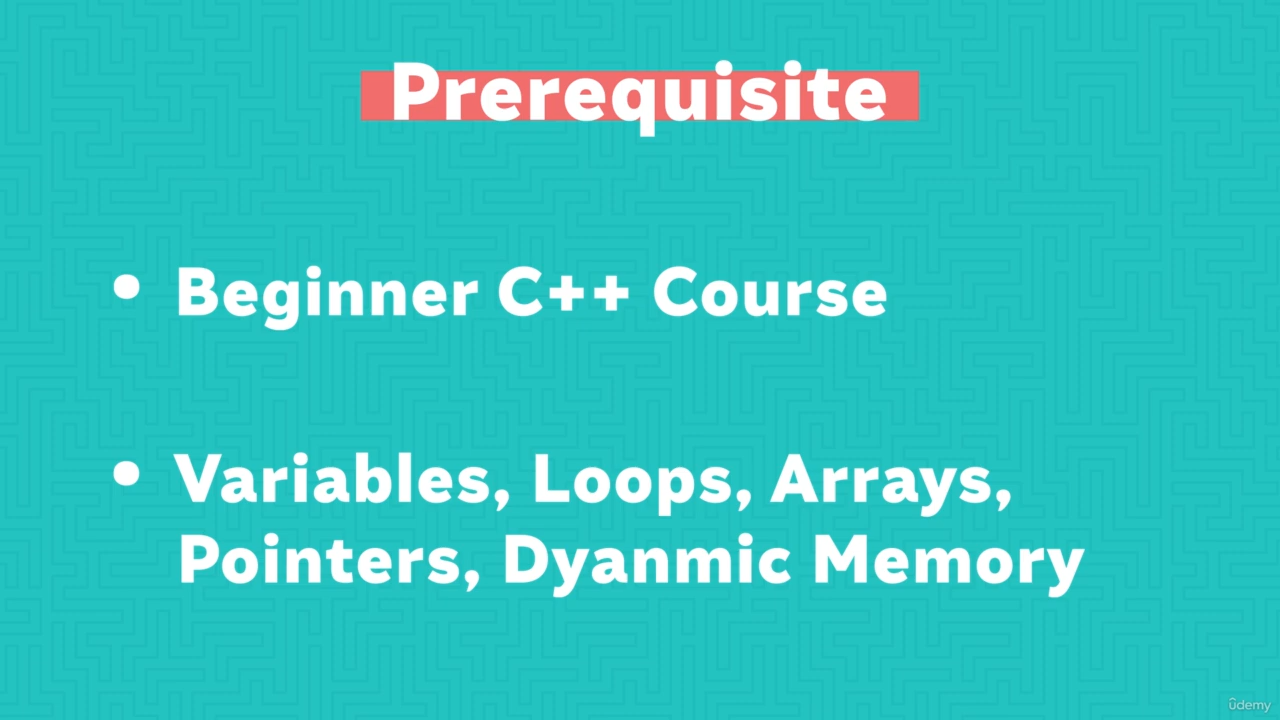 Prerequisite
• Beginner C++ Course
• Variables, Loops, Arrays,
Pointers, Dyanmic Memory
ûdemy